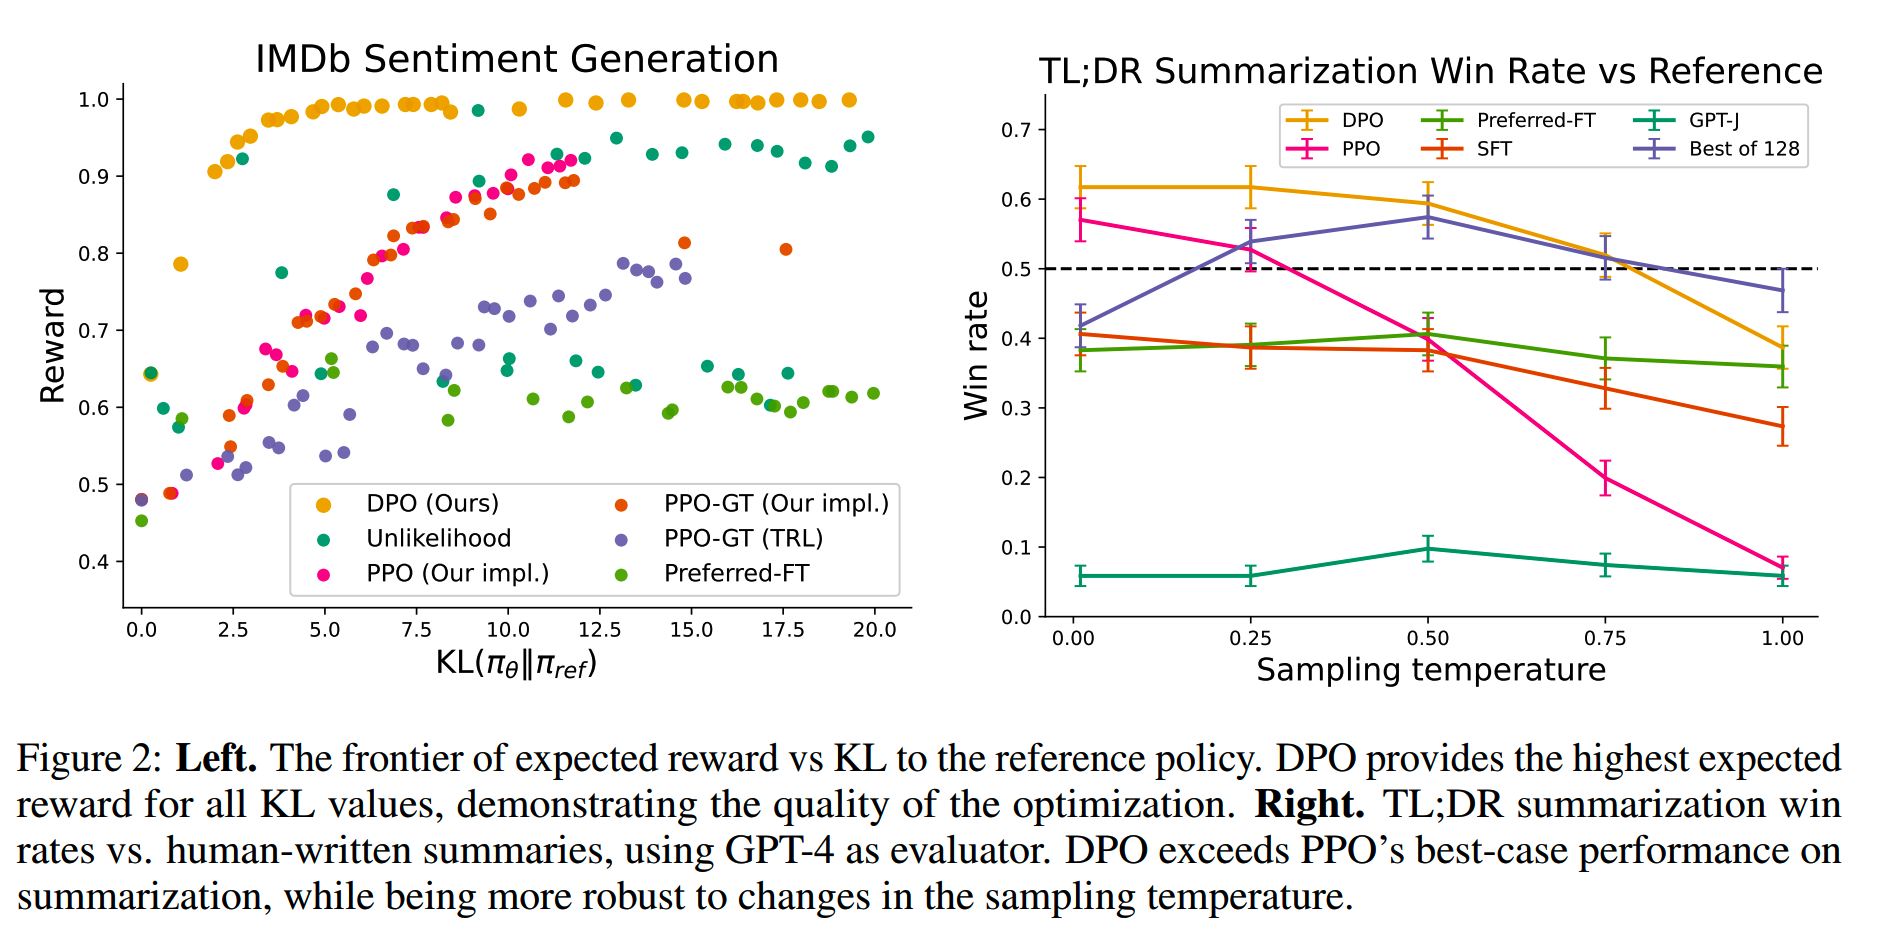 IMDb Sentiment Generation
1.0
0.9
0.8
0.7
0.6
0.5
0.4
Reward
DPO (Ours)
Unlikelihood
PPO (Our impl.)
PPO-GT (Our impl.)
PPO-GT (TRL)
Preferred-FT
0.0 2.5 5.0 7.5 10.0 12.5 15.0 17.5 20.0
KL(πθ‖πref)
TL;DR Summarization Win Rate vs Reference
0.7
0.6
0.5
0.4
0.3
0.2
0.1
0.0
Win rate
DPO
PPO
Preferred-FT
SFT
GPT-J
Best of 128
0.00 0.25 0.50 0.75 1.00
Sampling temperature
Figure 2: Left. The frontier of expected reward vs KL to the reference policy. DPO provides the highest expected
reward for all KL values, demonstrating the quality of the optimization. Right. TL;DR summarization win
rates vs. human-written summaries, using GPT-4 as evaluator. DPO exceeds PPO’s best-case performance on
summarization, while being more robust to changes in the sampling temperature.